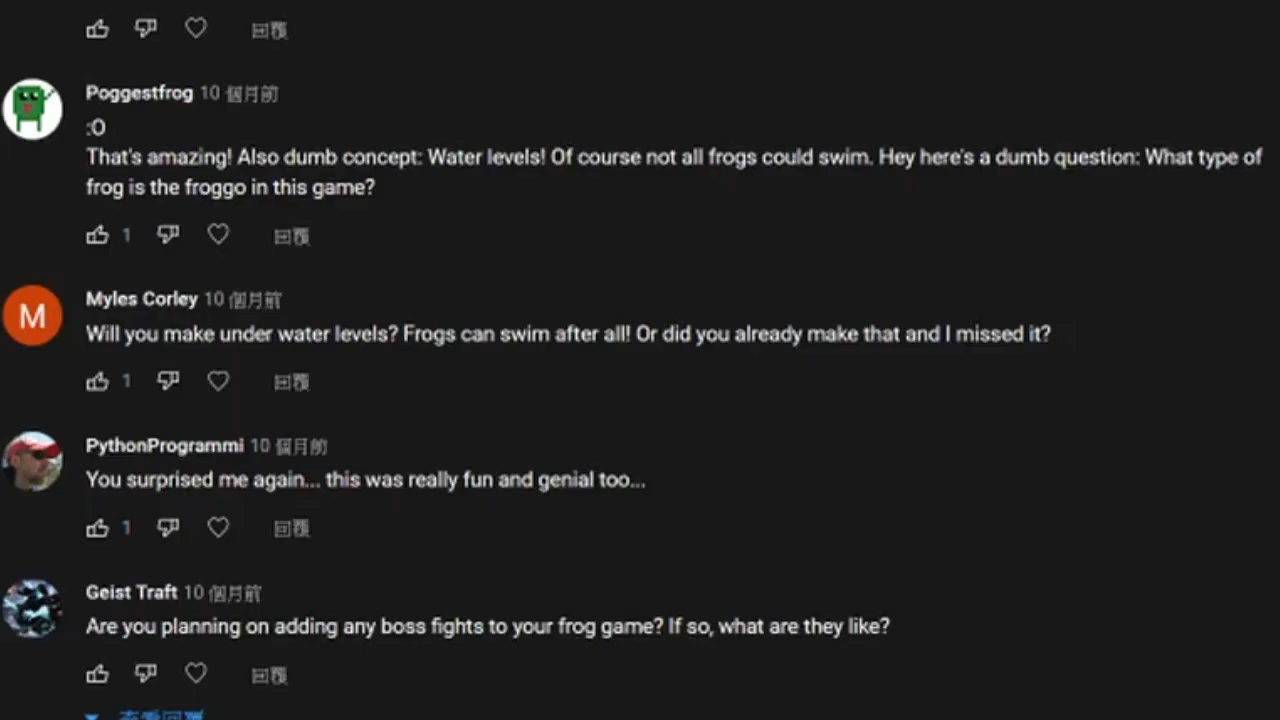 回覆
Poggestfrog 10 個月前
:O
That's amazing! Also dumb concept: Water levels! Of course not all frogs could swim. Hey here's a dumb question: What type of
frog is the froggo in this game?
1 回覆
M
Myles Corley 10 個月前
Will you make under water levels? Frogs can swim after all! Or did you already make that and I missed it?
1 回覆
PythonProgrammi 10 個月前
You surprised me again... this was really fun and genial too...
1 回覆
Geist Traft 10 個月前
Are you planning on adding any boss fights to your frog game? If so, what are they like?
回覆
查看回覆